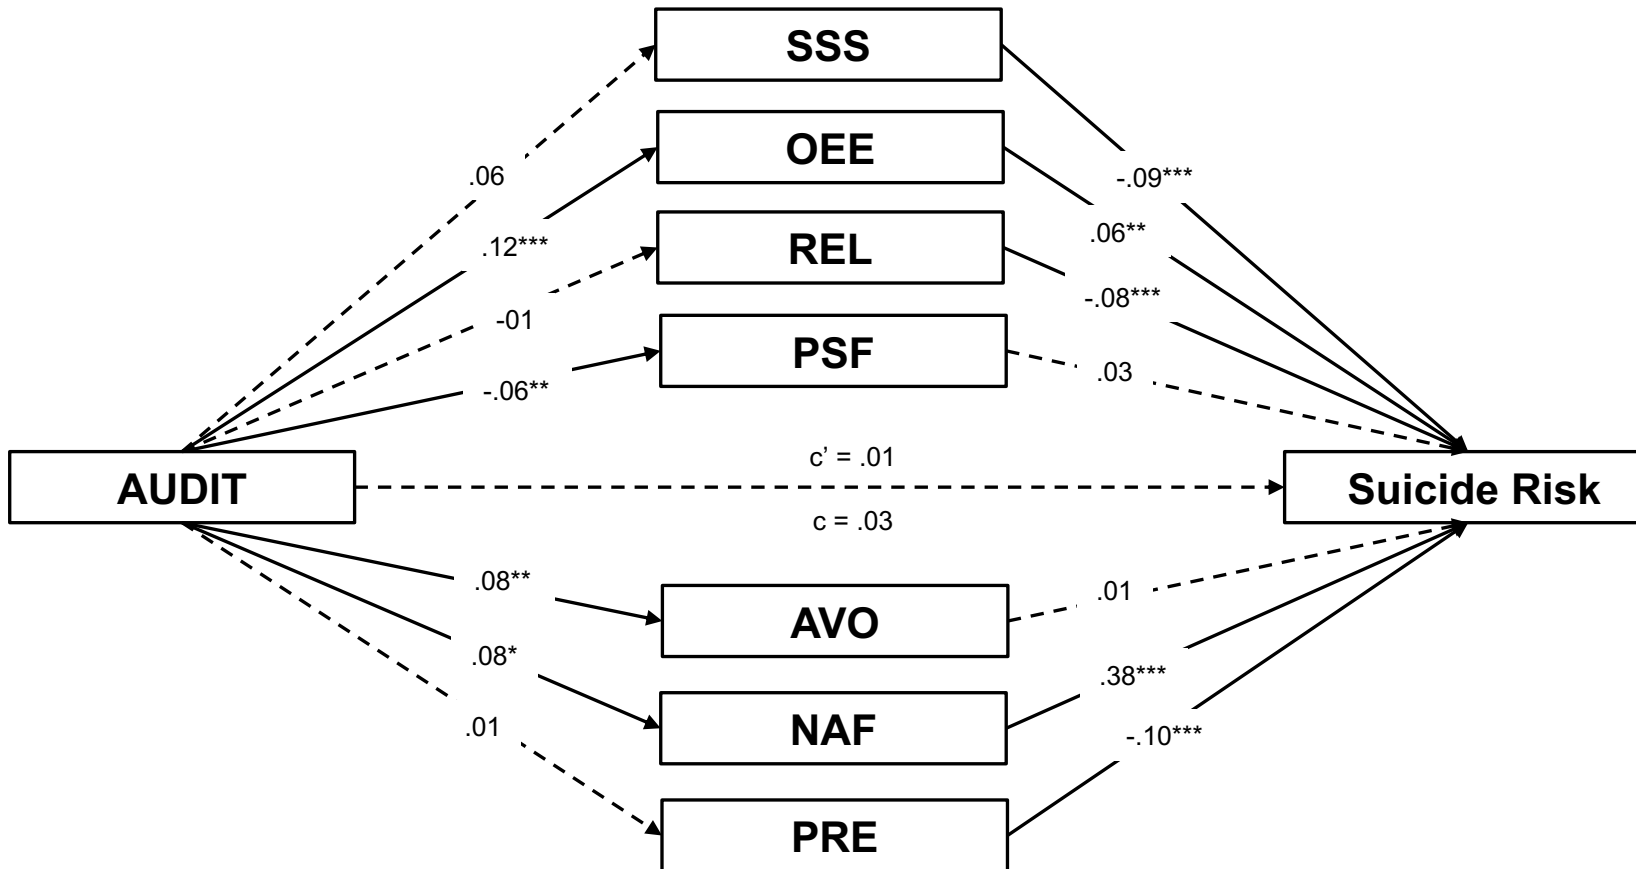 SSS
OEE
REL
PSF
.06
.12***
-01
-.06**
-.09***
.06**
-.08***
.03
AUDIT
c’ = .01
c = .03
Suicide Risk
.08**
.08*
.01
AVO
NAF
PRE
.01
.38***
-.10***